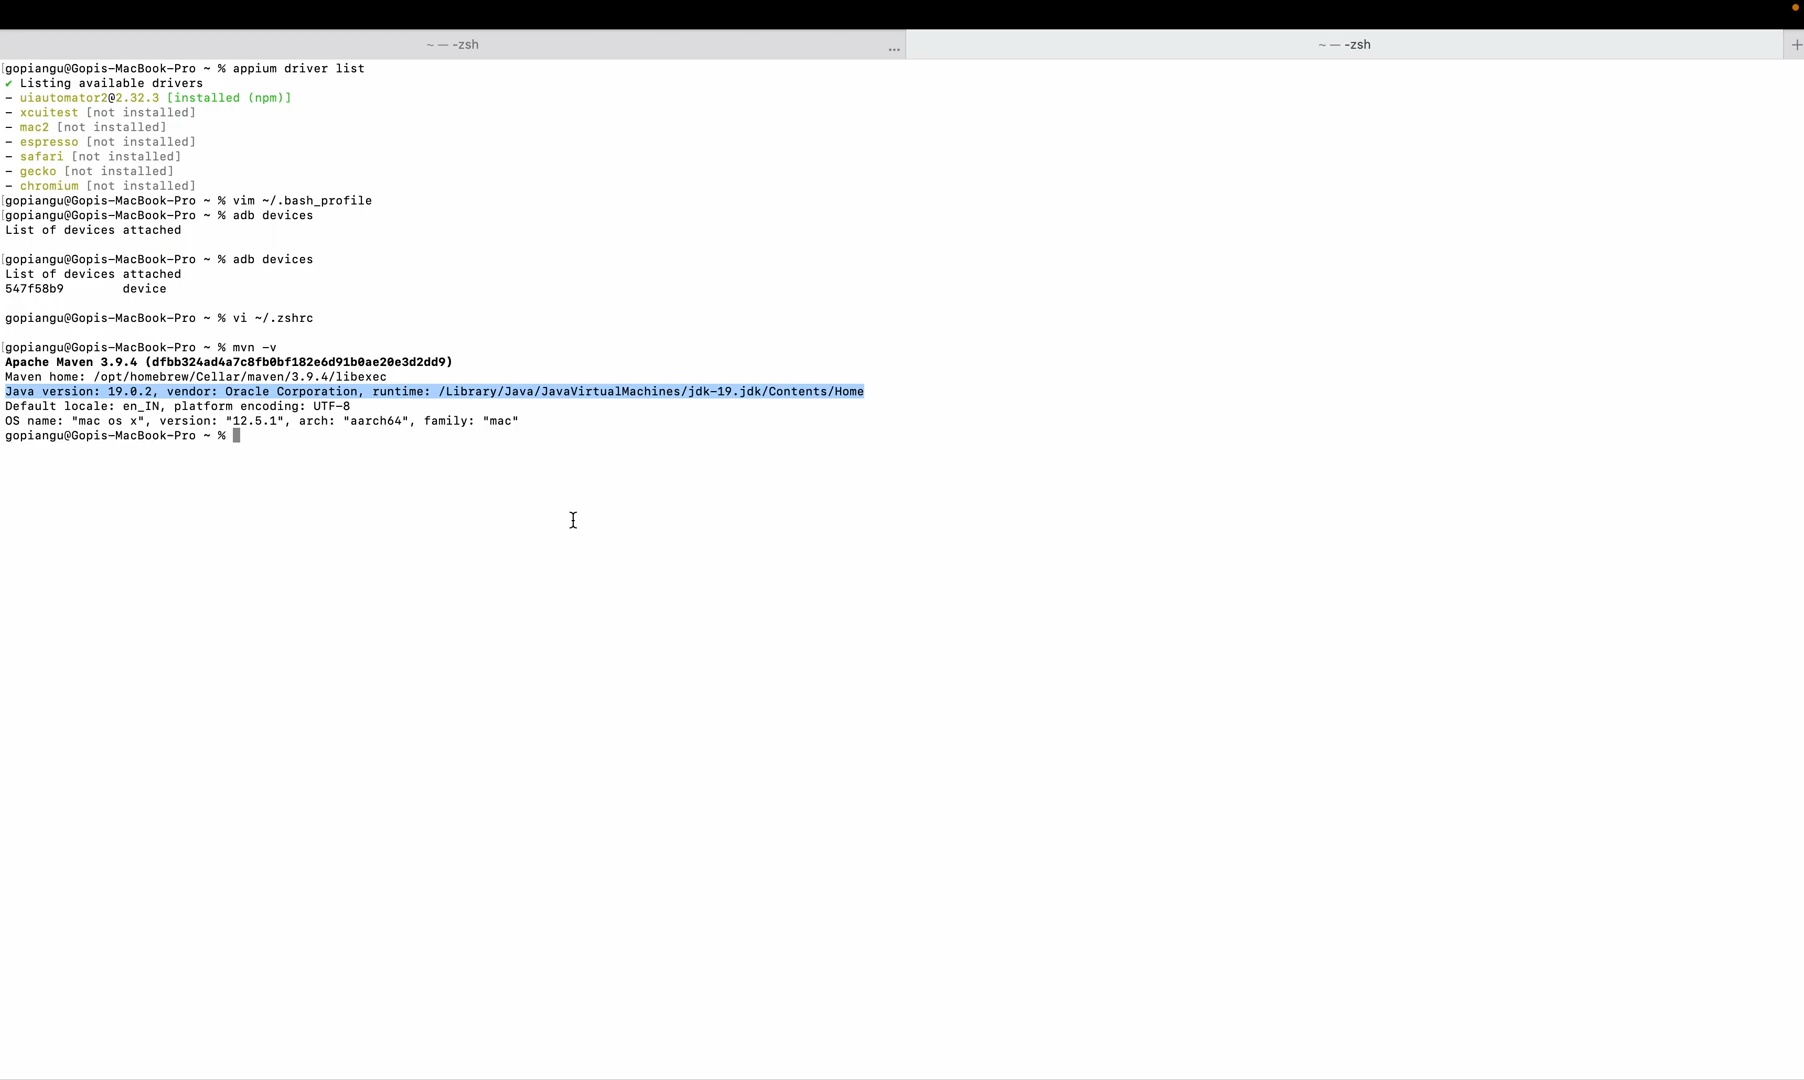 ~ — -zsh
...
~ — -zsh
+
[gopiangu@Gopis-MacBook-Pro ~ % appium driver list
✔ Listing available drivers
- uiautomator2@2.32.3 [installed (npm)]
- xcuitest [not installed]
- mac2 [not installed]
- espresso [not installed]
- safari [not installed]
- gecko [not installed]
- chromium [not installed]
[gopiangu@Gopis-MacBook-Pro ~ % vim ~/.bash_profile
[gopiangu@Gopis-MacBook-Pro ~ % adb devices
List of devices attached
[gopiangu@Gopis-MacBook-Pro ~ % adb devices
List of devices attached
547f58b9 device
gopiangu@Gopis-MacBook-Pro ~ % vi ~/.zshrc
[gopiangu@Gopis-MacBook-Pro ~ % mvn -v
Apache Maven 3.9.4 (dfbb324ad4a7c8fb0bf182e6d91b0ae20e3d2dd9)
Maven home: /opt/homebrew/Cellar/maven/3.9.4/libexec
Java version: 19.0.2, vendor: Oracle Corporation, runtime: /Library/Java/JavaVirtualMachines/jdk-19.jdk/Contents/Home
Default locale: en_IN, platform encoding: UTF-8
OS name: "mac os x", version: "12.5.1", arch: "aarch64", family: "mac"
gopiangu@Gopis-MacBook-Pro ~ %